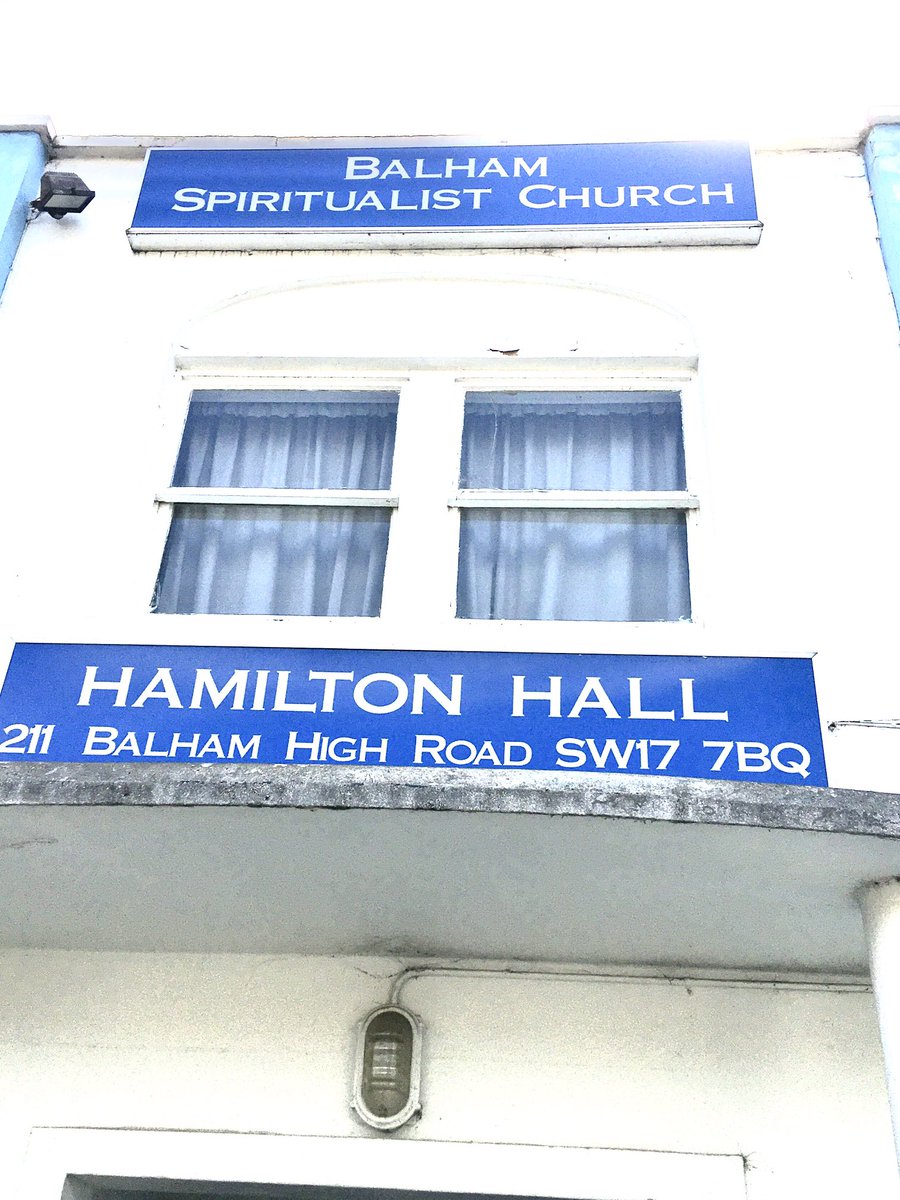 BALHAM
SPIRITUALIST CHURCH
HAMILTON HALL
211 BALHAM HIGH ROAD SW17 7BQ